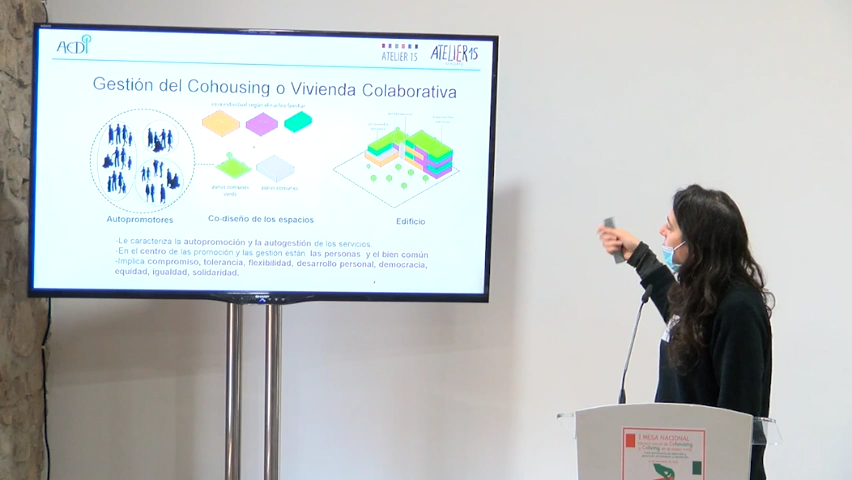 ACDI
ATELIER 15
ATELIER15
Gestión del Cohousing o Vivienda Colaborativa
Autopromotores
Co-diseño de los espacios
Edificio
-Le caracteriza la autopromoción y la autogestión de los servicios.
-En el centro de las promoción y las gestión están las personas y el bien común
-Implica compromiso, tolerancia, flexibilidad, desarrollo personal, democracia,
equidad, igualdad, solidaridad.
SHARP
I MESA NACIONAL